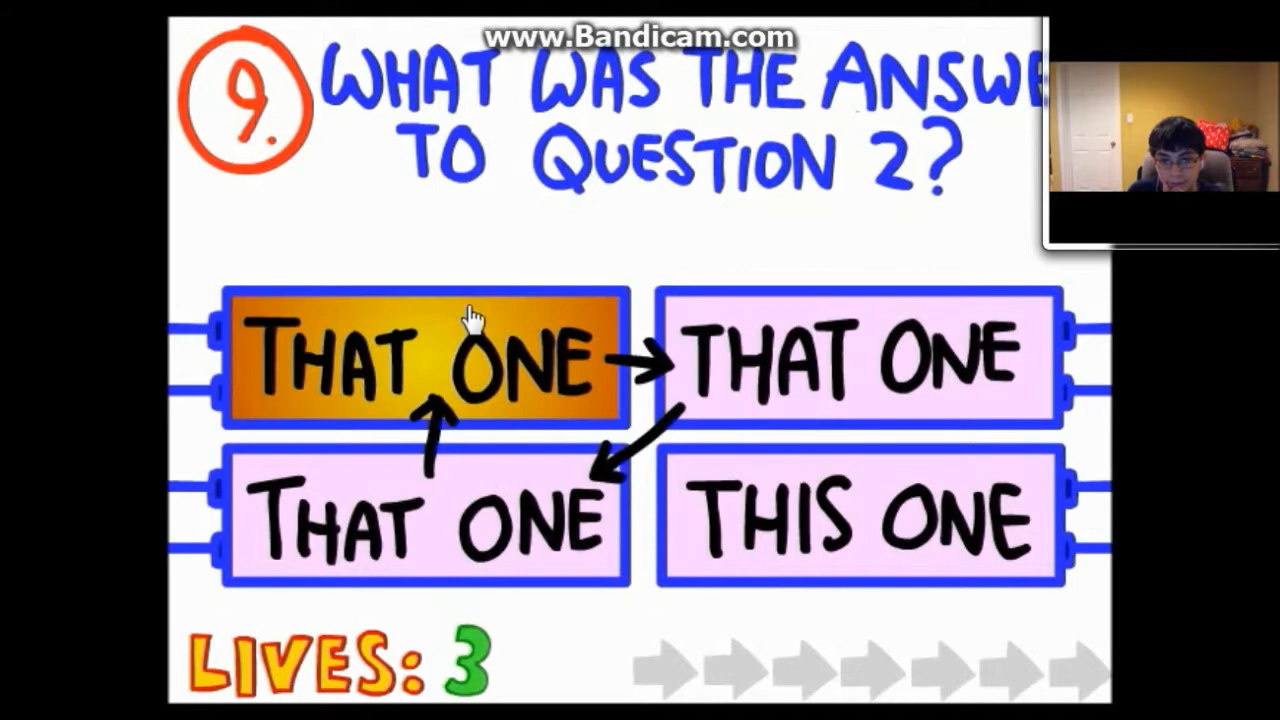 www.Bandicam.com
9. WHAT WAS THE ANSWE
TO QUESTION 2?
THAT ONE
THAT ONE
THAT ONE
THIS ONE
LIVES: 3